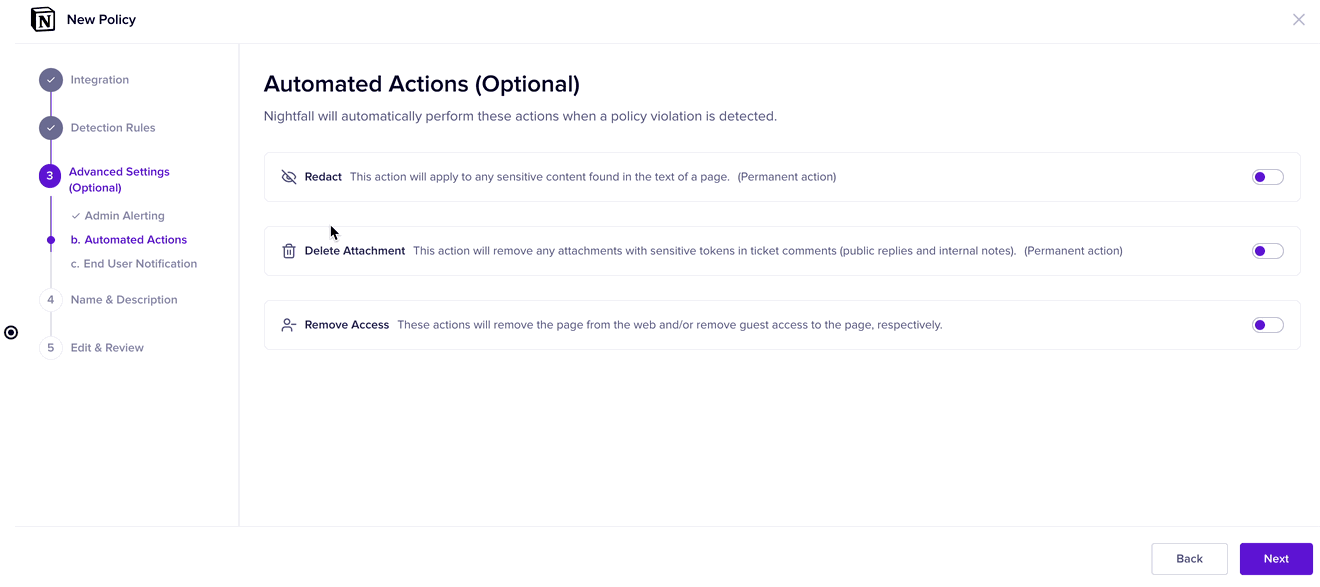 New Policy
Integration
Detection Rules
3
Advanced Settings
(Optional)
Admin Alerting
b. Automated Actions
c. End User Notification
4
Name & Description
5
Edit & Review
Automated Actions (Optional)
Nightfall will automatically perform these actions when a policy violation is detected.
Redact This action will apply to any sensitive content found in the text of a page. (Permanent action)
Delete Attachment This action will remove any attachments with sensitive tokens in ticket comments (public replies and internal notes). (Permanent action)
Remove Access These actions will remove the page from the web and/or remove guest access to the page, respectively.
Back
Next